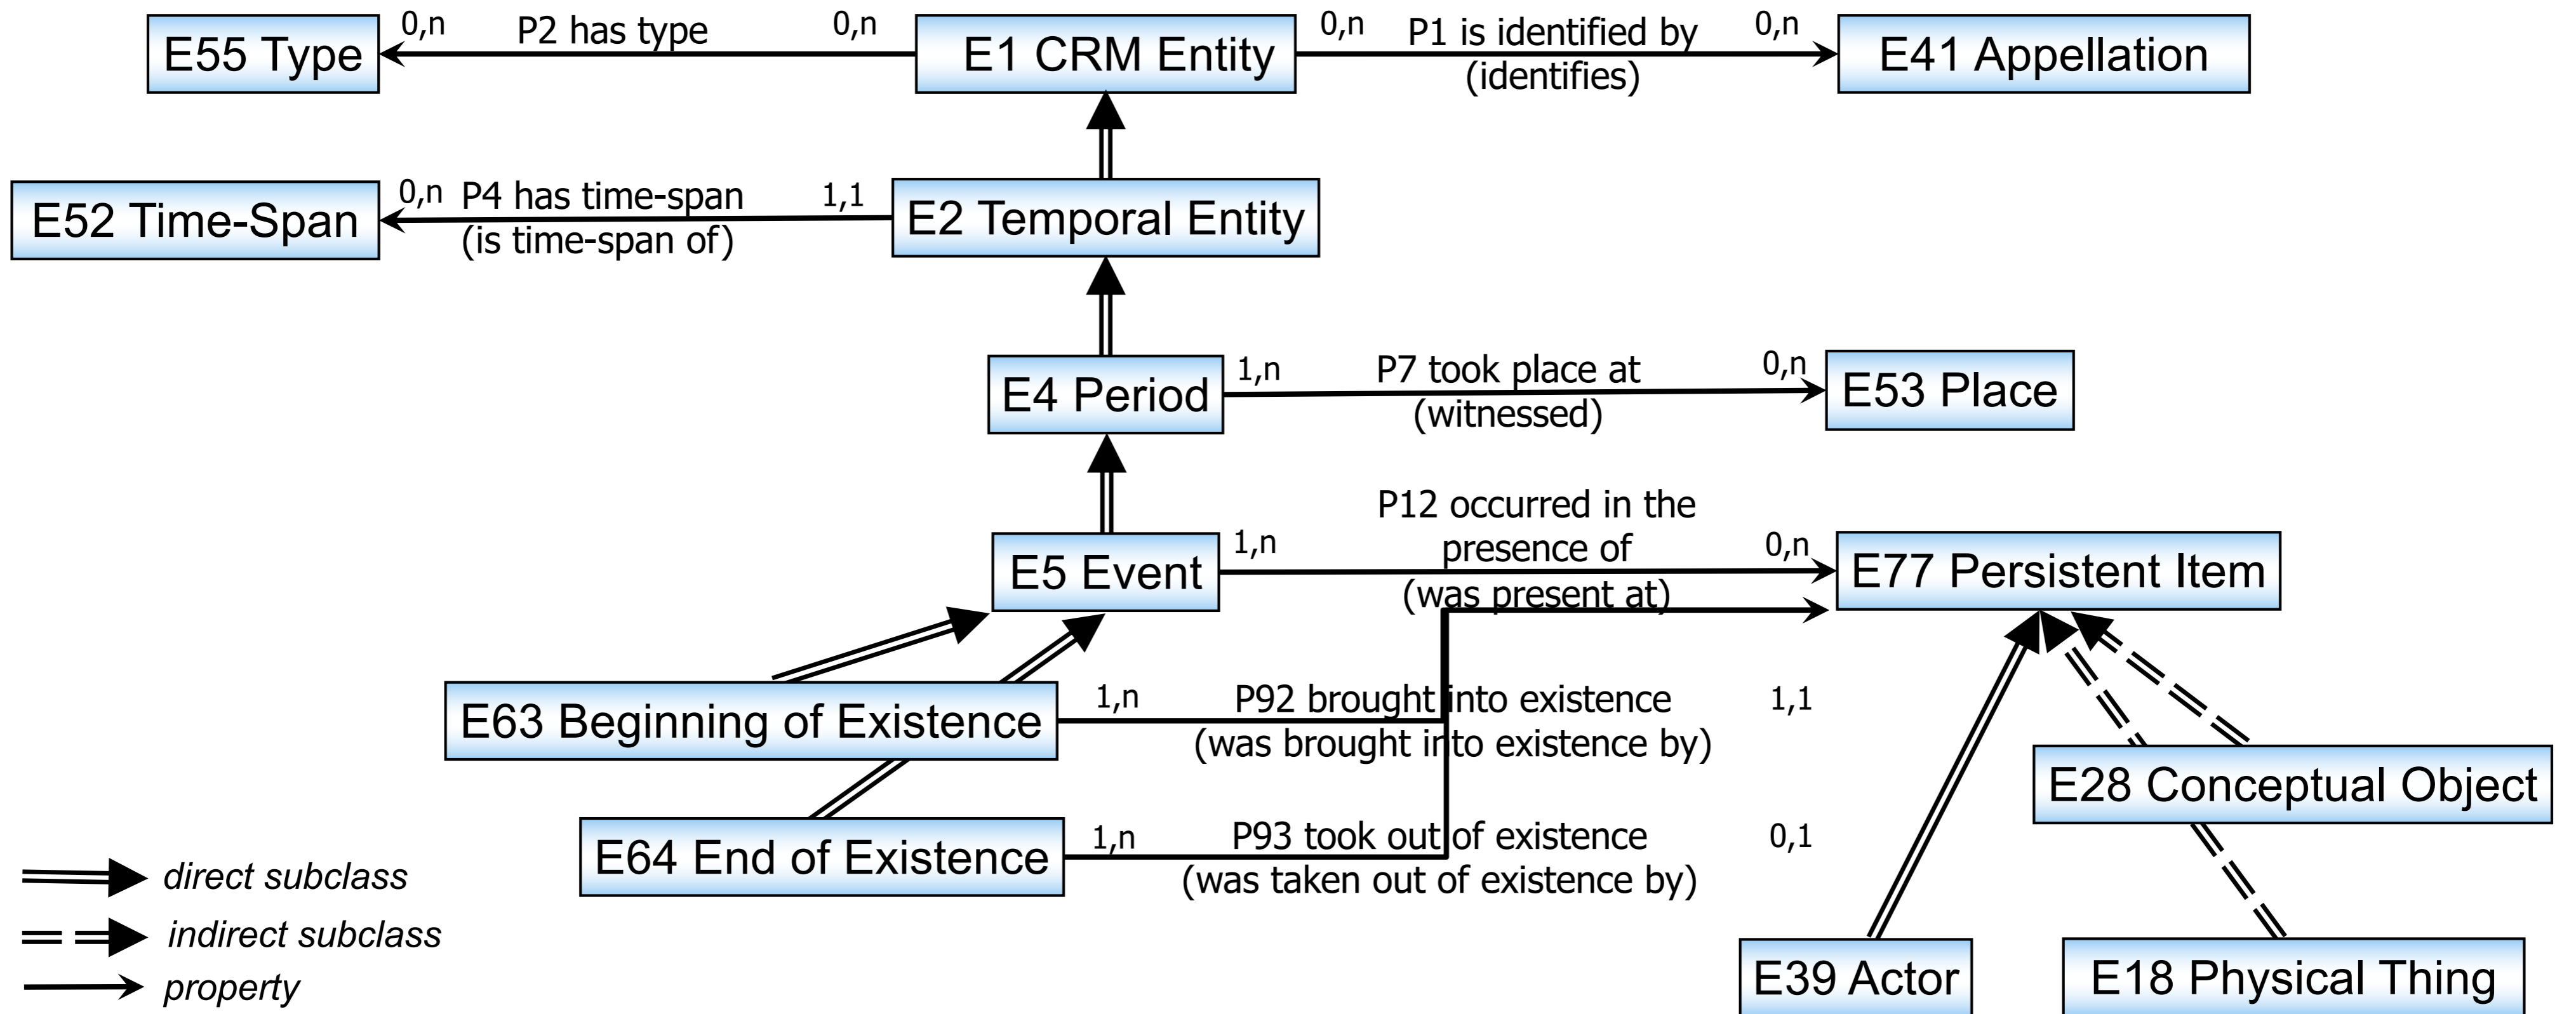 E55 Type
0,n
P2 has type
0,n
E1 CRM Entity
0,n
P1 is identified by
(identifies)
0,n
E41 Appellation
E52 Time-Span
0,n
P4 has time-span
(is time-span of)
1,1
E2 Temporal Entity
E4 Period
1,n
P7 took place at
(witnessed)
0,n
E53 Place
E5 Event
1,n
P12 occurred in the
presence of
(was present at)
0,n
E77 Persistent Item
E63 Beginning of Existence
1,n
P92 brought into existence
(was brought into existence by)
1,1
E28 Conceptual Object
E64 End of Existence
1,n
P93 took out of existence
(was taken out of existence by)
0,1
E39 Actor
E18 Physical Thing
direct subclass
indirect subclass
property